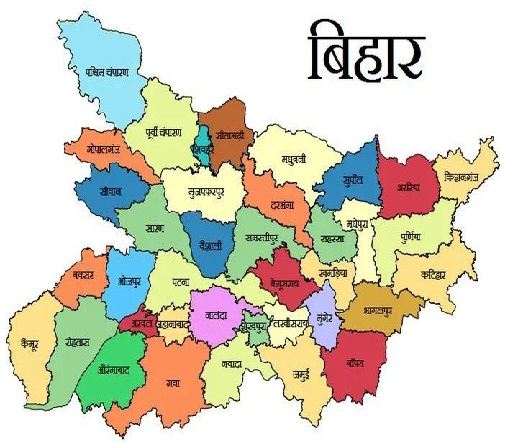 बिहार
पश्चिम चंपारण
पूर्वी चंपारण
सीतामढ़ी
शिवहर
गोपालगंज
मधुबनी
सुपौल
अररिया
किशनगंज
सीवान
मुजफ्फरपुर
दरभंगा
सारण
वैशाली
समस्तीपुर
सहरसा
मधेपुरा
पूर्णिया
कटिहार
बक्सर
भोजपुर
पटना
बेगूसराय
खगड़िया
भागलपुर
नालंदा
मुंगेर
अरवल
जहानाबाद
शेखपुरा
लखीसराय
कैमूर
रोहतास
औरंगाबाद
गया
नवादा
जमुई
बाँका